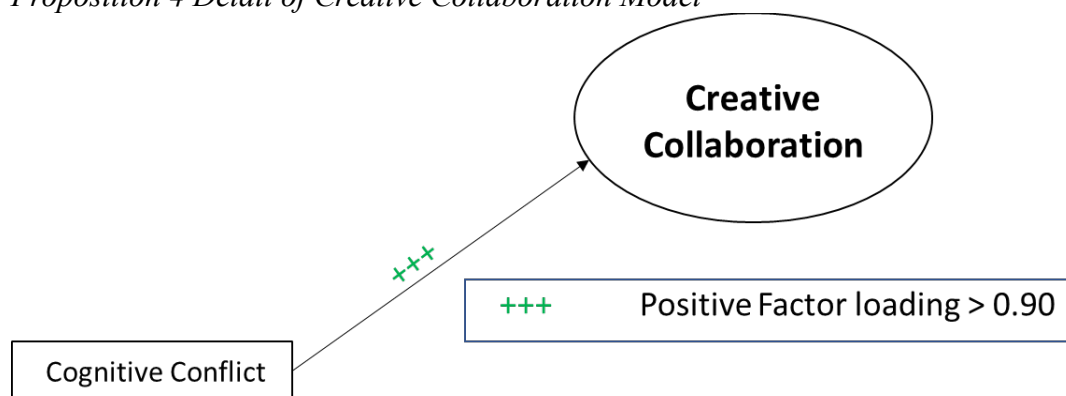 Proposition 4 Detail of Creative Collaboration Model
Creative
Collaboration
+++
+++ Positive Factor loading > 0.90
Cognitive Conflict